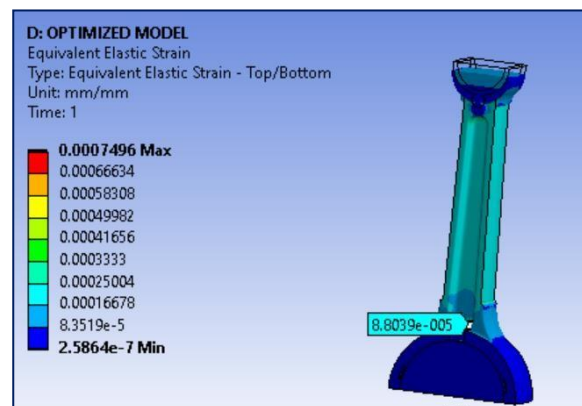 D: OPTIMIZED MODEL
Equivalent Elastic Strain
Type: Equivalent Elastic Strain - Top/Bottom
Unit: mm/mm
Time: 1
0.0007496 Max
0.00066634
0.00058308
0.00049982
0.00041656
0.0003333
0.00025004
0.00016678
8.3519e-5
2.5864e-7 Min
8.8039e-005